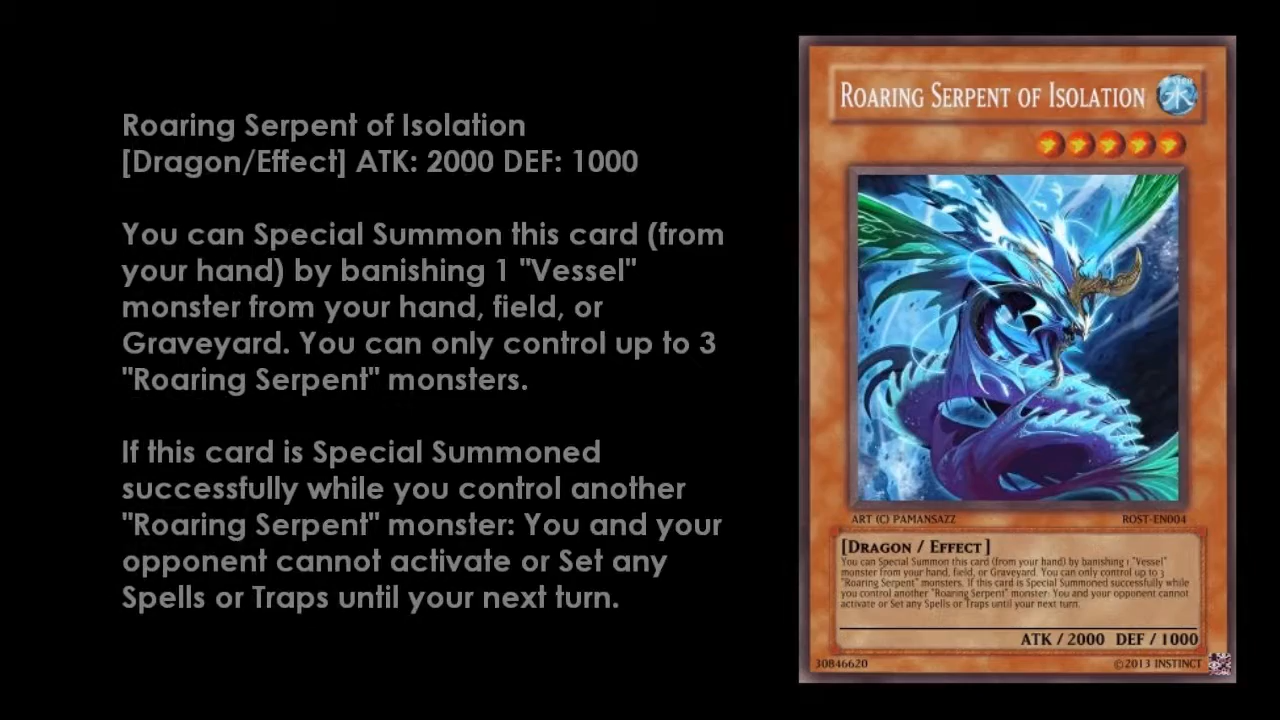 Roaring Serpent of Isolation
[Dragon/Effect] ATK: 2000 DEF: 1000
You can Special Summon this card (from
your hand) by banishing 1 "Vessel"
monster from your hand, field, or
Graveyard. You can only control up to 3
"Roaring Serpent" monsters.
If this card is Special Summoned
successfully while you control another
"Roaring Serpent" monster: You and your
opponent cannot activate or Set any
Spells or Traps until your next turn.
ROARING SERPENT OF ISOLATION
水
ART (C) PAMANSAZZ
ROST-EN004
[DRAGON / EFFECT]
You can Special Summon this card (from your hand) by banishing 1 "Vessel"
monster from your hand, field, or Graveyard. You can only control up to 3
"Roaring Serpent" monsters. If this card is Special Summoned successfully while
you control another "Roaring Serpent" monster: You and your opponent cannot
activate or Set any Spells or Traps until your next turn.
ATK / 2000 DEF / 1000
30846620
©2013 INSTINCT